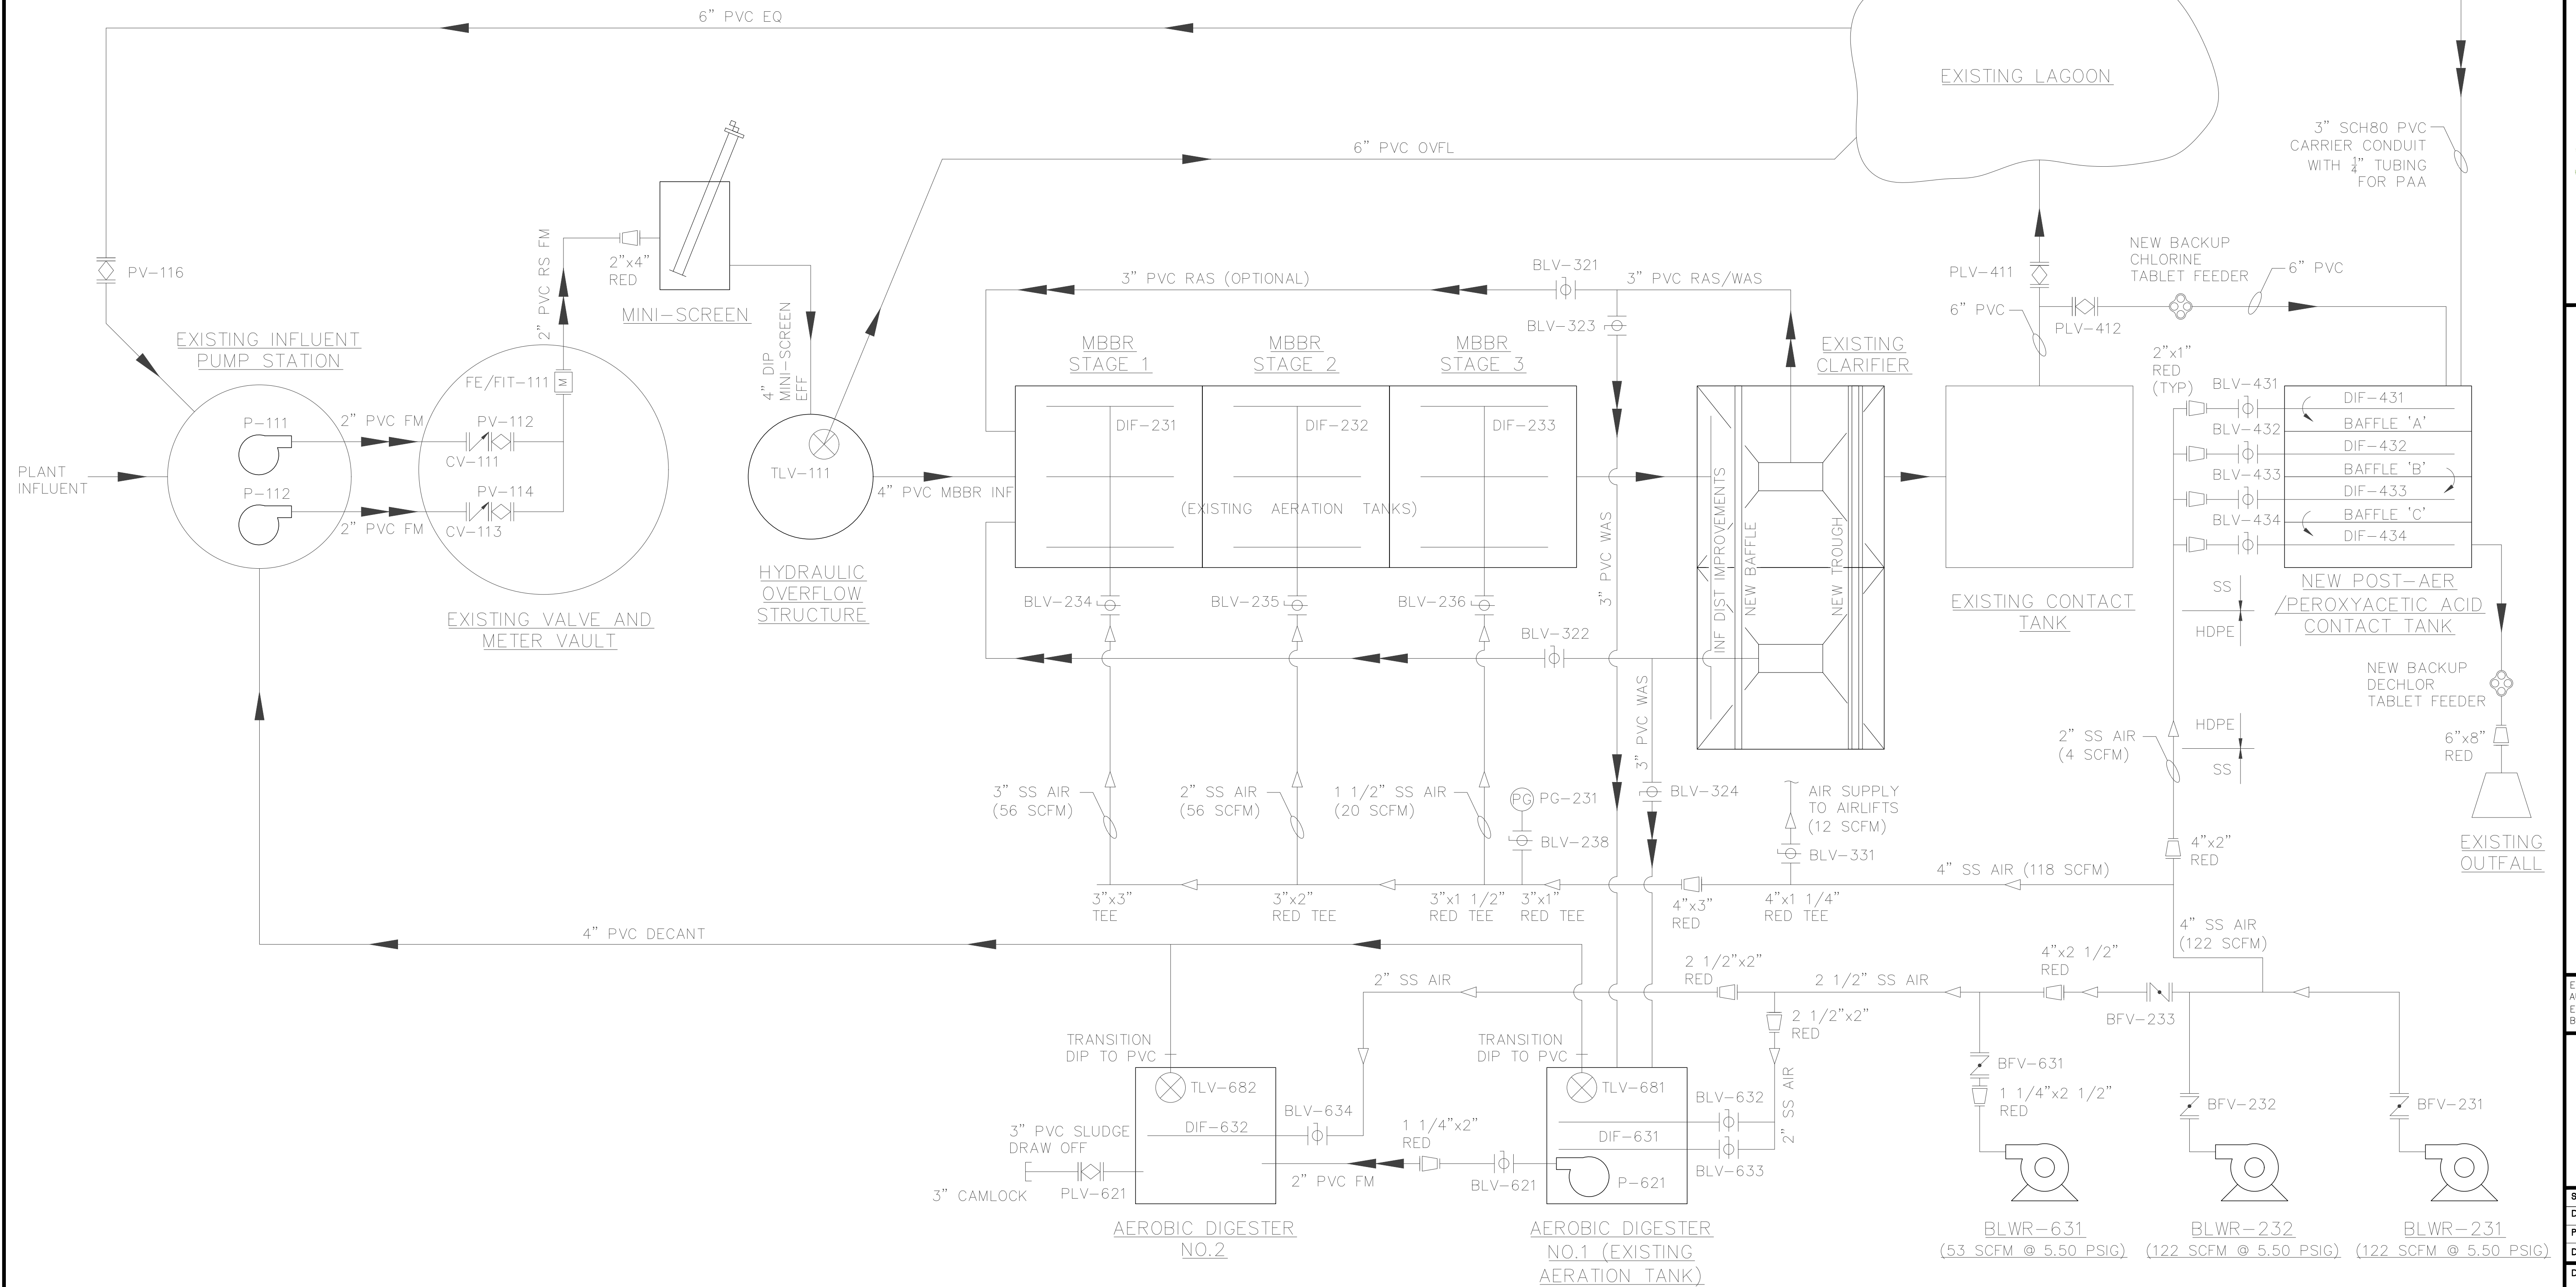 6" PVC EQ
EXISTING LAGOON
3" SCH80 PVC
CARRIER CONDUIT
WITH 1/4" TUBING
FOR PAA
6" PVC OVFL
PV-116
2" PVC RS FM
2"x4"
RED
MINI-SCREEN
4" DIP
MINI-SCREEN
EFF
3" PVC RAS (OPTIONAL)
BLV-321
3" PVC RAS/WAS
BLV-323
PLV-411
6" PVC
PLV-412
NEW BACKUP
CHLORINE
TABLET FEEDER
6" PVC
EXISTING INFLUENT
PUMP STATION
P-111
P-112
PLANT
INFLUENT
2" PVC FM
2" PVC FM
FE/FIT-111
M
PV-112
CV-111
PV-114
CV-113
EXISTING VALVE AND
METER VAULT
TLV-111
HYDRAULIC
OVERFLOW
STRUCTURE
4" PVC MBBR INF
MBBR
STAGE 1
MBBR
STAGE 2
MBBR
STAGE 3
DIF-231
DIF-232
DIF-233
(EXISTING AERATION TANKS)
BLV-234
BLV-235
BLV-236
BLV-322
3" PVC WAS
3" PVC WAS
EXISTING
CLARIFIER
INF DIST IMPROVEMENTS
NEW BAFFLE
NEW TROUGH
EXISTING CONTACT
TANK
2"x1"
RED
(TYP)
BLV-431
BLV-432
BLV-433
BLV-434
DIF-431
BAFFLE 'A'
DIF-432
BAFFLE 'B'
DIF-433
BAFFLE 'C'
DIF-434
NEW POST-AER
/PEROXYACETIC ACID
CONTACT TANK
SS
HDPE
HDPE
SS
NEW BACKUP
DECHLOR
TABLET FEEDER
6"x8"
RED
EXISTING
OUTFALL
2" SS AIR
(4 SCFM)
4"x2"
RED
3" SS AIR
(56 SCFM)
2" SS AIR
(56 SCFM)
1 1/2" SS AIR
(20 SCFM)
PG
PG-231
BLV-238
BLV-324
AIR SUPPLY
TO AIRLIFTS
(12 SCFM)
BLV-331
4" SS AIR (118 SCFM)
3"x3"
TEE
3"x2"
RED TEE
3"x1 1/2"
RED TEE
3"x1"
RED TEE
4"x3"
RED
4"x1 1/4"
RED TEE
4" SS AIR
(122 SCFM)
4" PVC DECANT
2" SS AIR
2 1/2"x2"
RED
2 1/2" SS AIR
4"x2 1/2"
RED
BFV-233
2 1/2"x2"
RED
2" SS AIR
TRANSITION
DIP TO PVC
TRANSITION
DIP TO PVC
TLV-682
TLV-681
BLV-634
DIF-632
DIF-631
BLV-632
BLV-633
3" PVC SLUDGE
DRAW OFF
3" CAMLOCK
PLV-621
2" PVC FM
1 1/4"x2"
RED
BLV-621
P-621
AEROBIC DIGESTER
NO.2
AEROBIC DIGESTER
NO.1 (EXISTING
AERATION TANK)
BFV-631
1 1/4"x2 1/2"
RED
BFV-232
BFV-231
BLWR-631
(53 SCFM @ 5.50 PSIG)
BLWR-232
(122 SCFM @ 5.50 PSIG)
BLWR-231
(122 SCFM @ 5.50 PSIG)